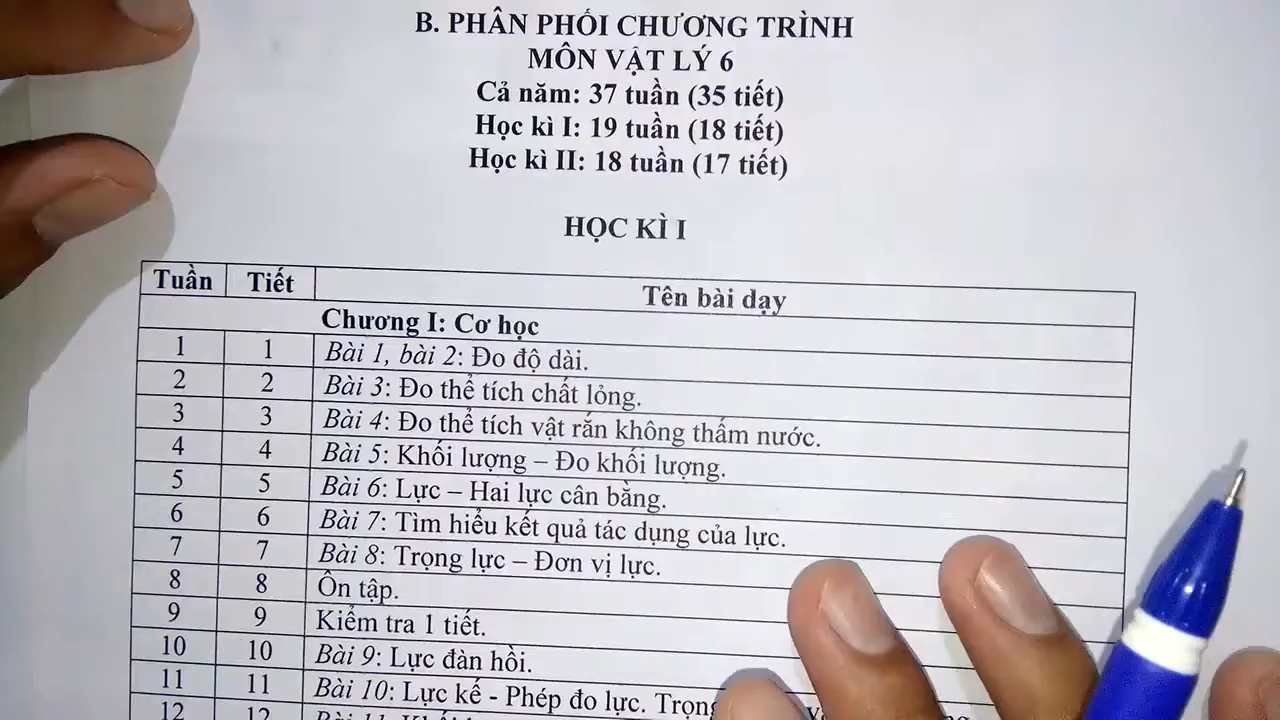 B. PHÂN PHỐI CHƯƠNG TRÌNH
MÔN VẬT LÝ 6
Cả năm: 37 tuần (35 tiết)
Học kì I: 19 tuần (18 tiết)
Học kì II: 18 tuần (17 tiết)
HỌC KÌ I
Tuần Tiết Tên bài dạy
Chương I: Cơ học
1 1 Bài 1, bài 2: Đo độ dài.
2 2 Bài 3: Đo thể tích chất lỏng.
3 3 Bài 4: Đo thể tích vật rắn không thấm nước.
4 4 Bài 5: Khối lượng – Đo khối lượng.
5 5 Bài 6: Lực – Hai lực cân bằng.
6 6 Bài 7: Tìm hiểu kết quả tác dụng của lực.
7 7 Bài 8: Trọng lực – Đơn vị lực.
8 8 Ôn tập.
9 9 Kiểm tra 1 tiết.
10 10 Bài 9: Lực đàn hồi.
11 11 Bài 10: Lực kế - Phép đo lực. Trọng
12 12